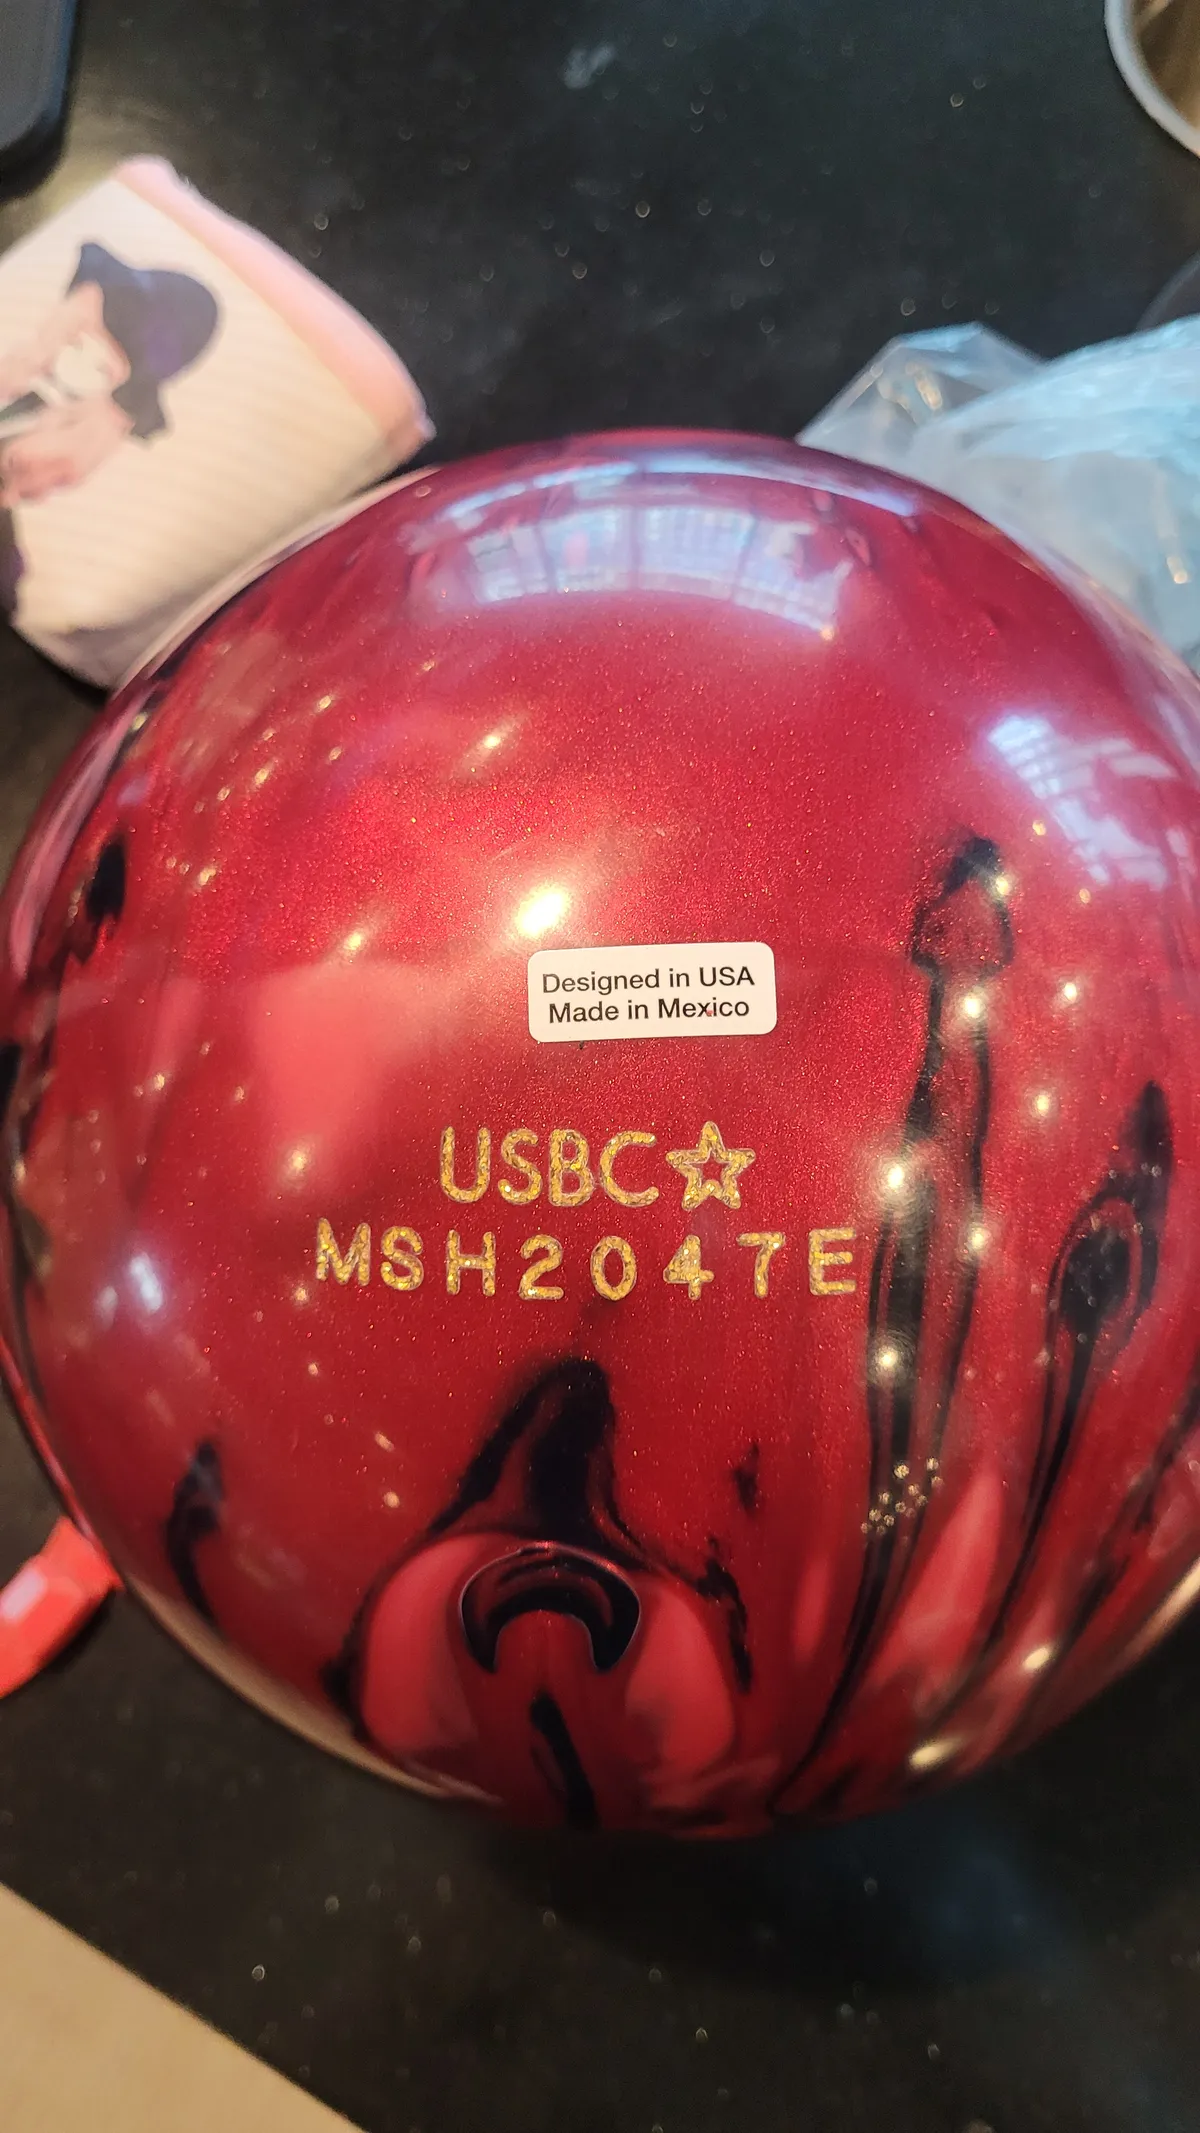 Designed in USA
Made in Mexico
USBC☆
MSH2047E